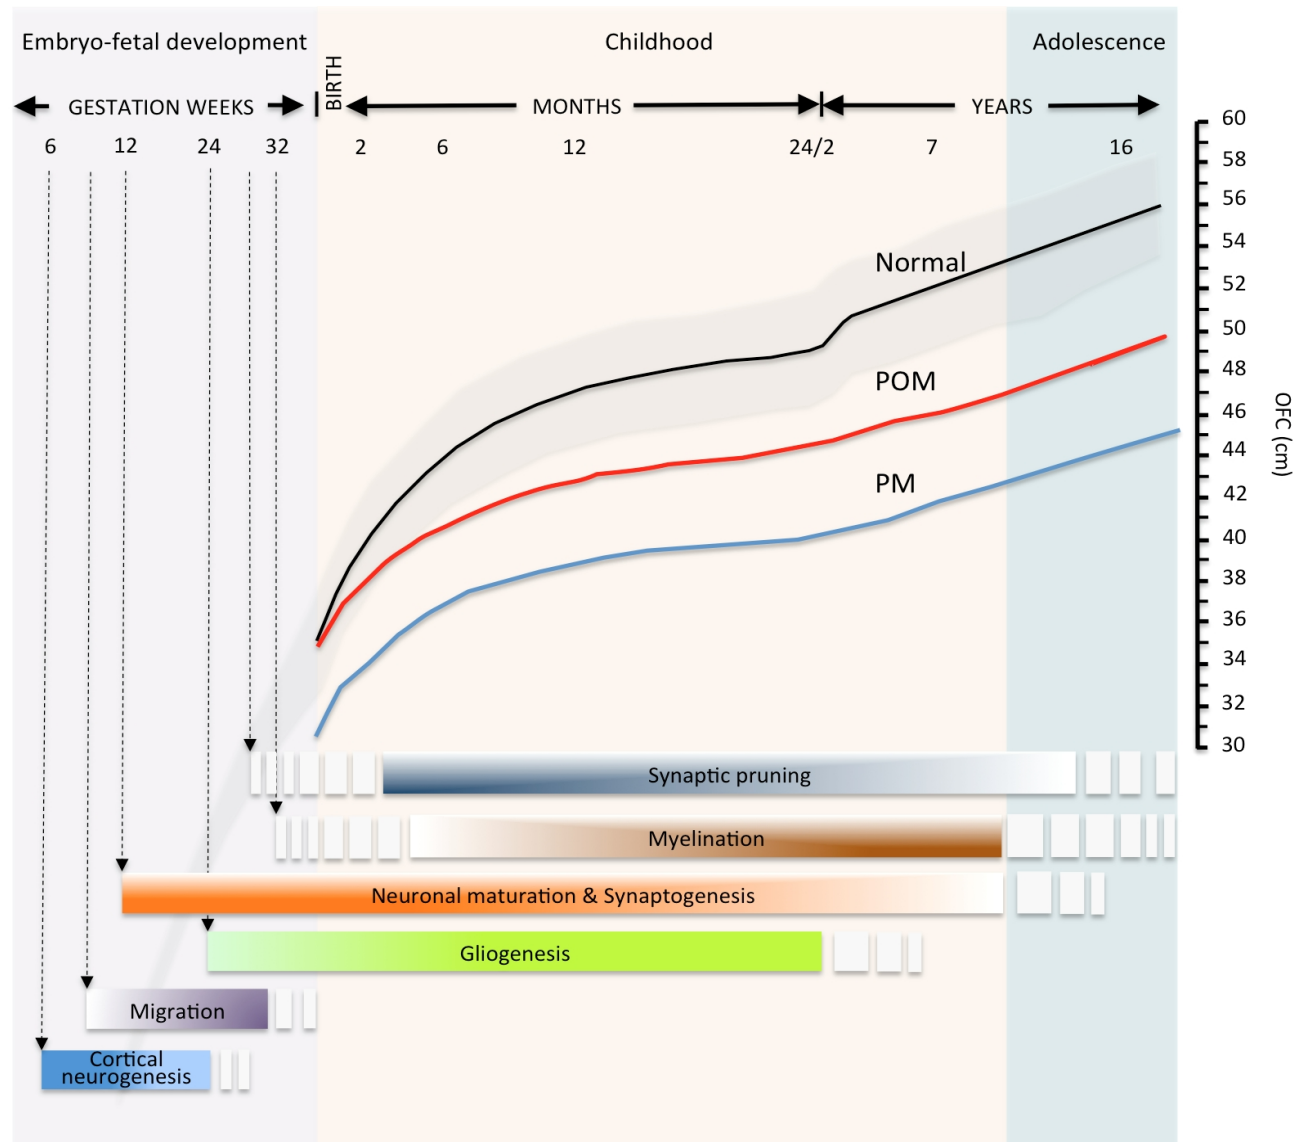 Embryo-fetal development
Childhood
Adolescence
GESTATION WEEKS
BIRTH
MONTHS
YEARS
6
12
24
32
2
6
12
24/2
7
16
60
58
56
54
52
50
48
46
44
42
40
38
36
34
32
30
OFC (cm)
Normal
POM
PM
Synaptic pruning
Myelination
Neuronal maturation & Synaptogenesis
Gliogenesis
Migration
Cortical
neurogenesis